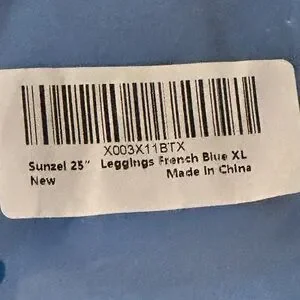 X003X11BTX
Sunzel 25" Leggings French Blue XL
New Made In China